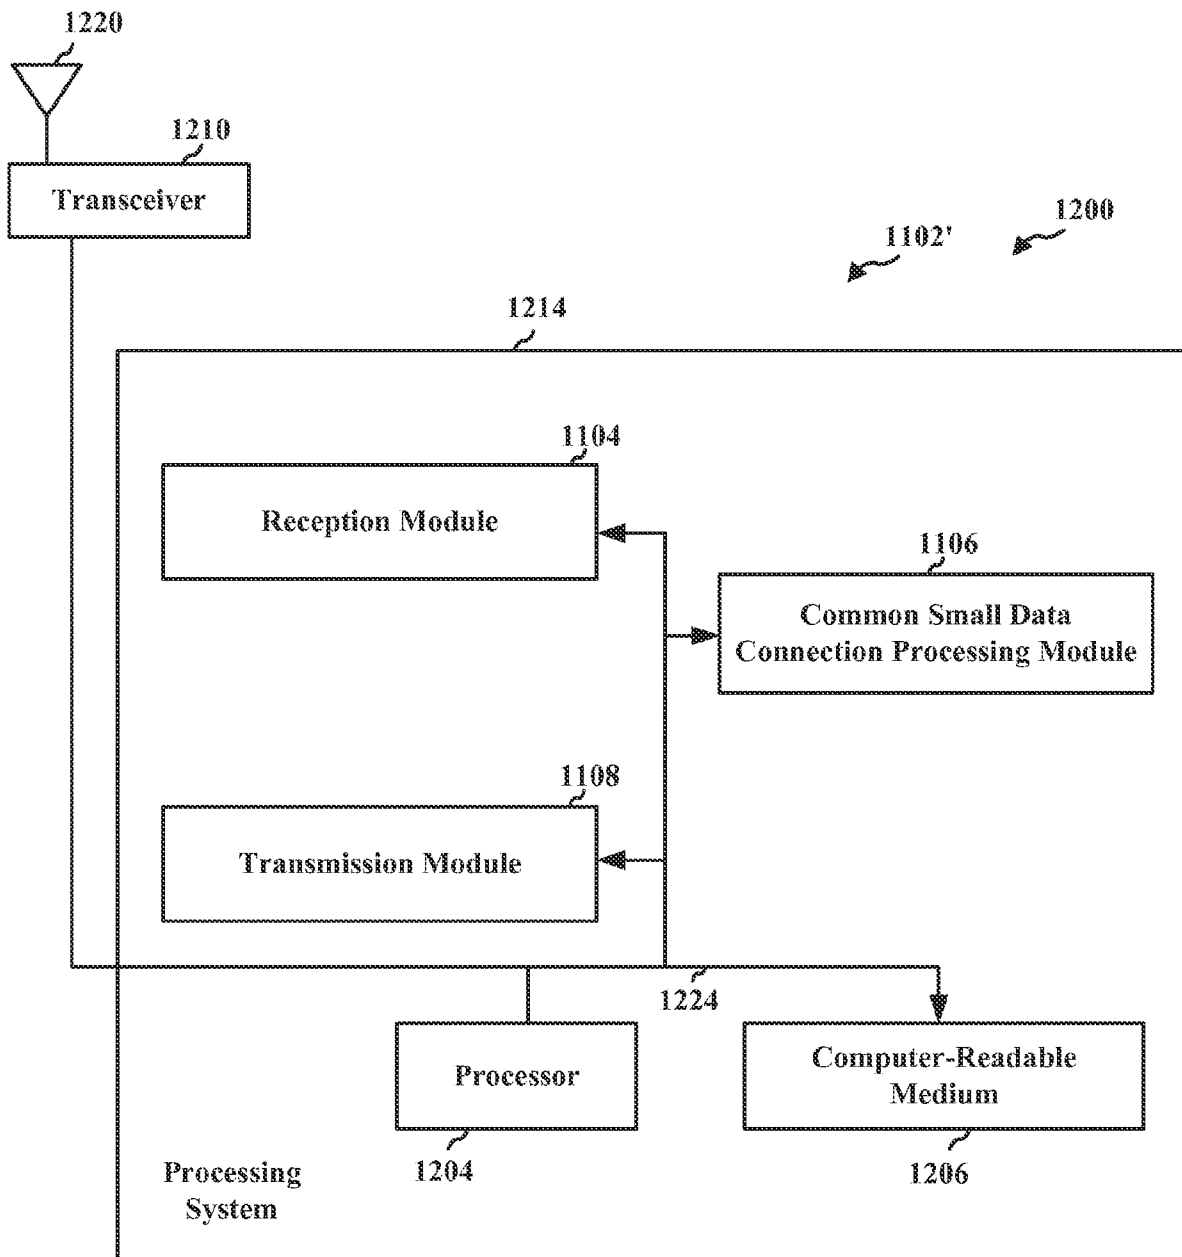 1220
1210
Transceiver
1200
1102'
1214
1104
Reception Module
1106
Common Small Data
Connection Processing Module
1108
Transmission Module
1224
Processor
Computer-Readable
Medium
1204
1206
Processing
System